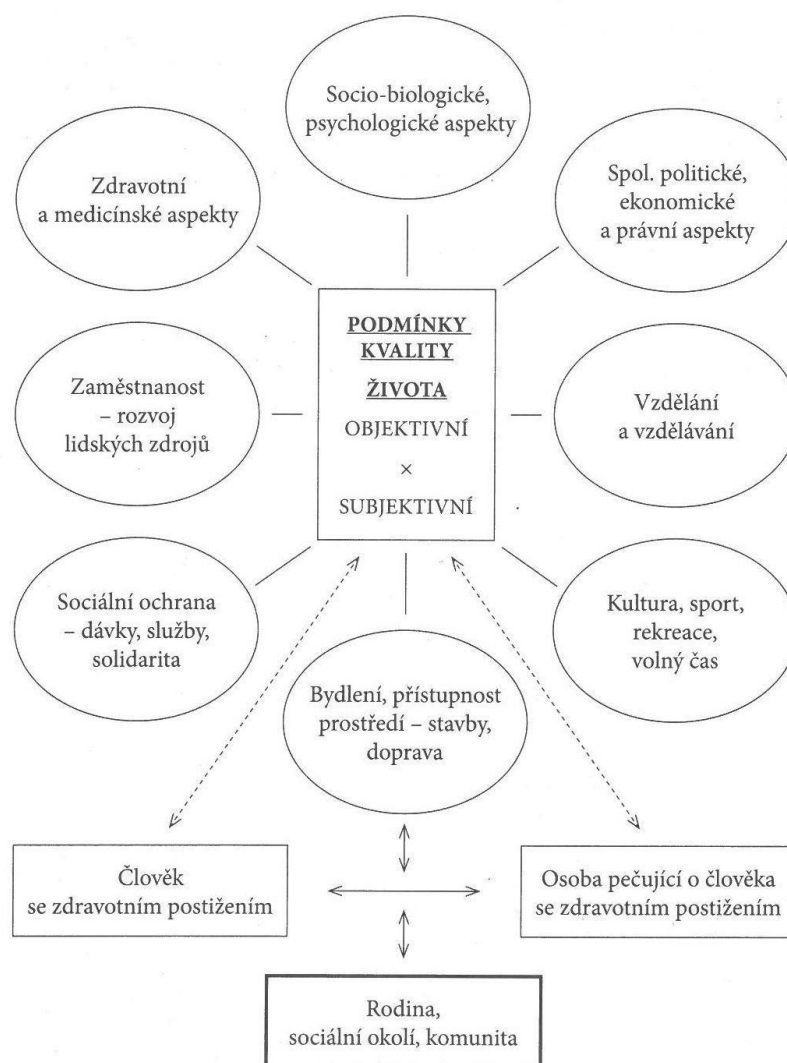 Socio-biologické,
psychologické aspekty
Zdravotní
a medicínské aspekty
Spol. politické,
ekonomické
a právní aspekty
PODMÍNKY
KVALITY
ŽIVOTA
OBJEKTIVNÍ
×
SUBJEKTIVNÍ
Zaměstnanost
– rozvoj
lidských zdrojů
Vzdělání
a vzdělávání
Sociální ochrana
– dávky, služby,
solidarita
Kultura, sport,
rekreace,
volný čas
Bydlení, přístupnost
prostředí – stavby,
doprava
Člověk
se zdravotním postižením
Osoba pečující o člověka
se zdravotním postižením
Rodina,
sociální okolí, komunita